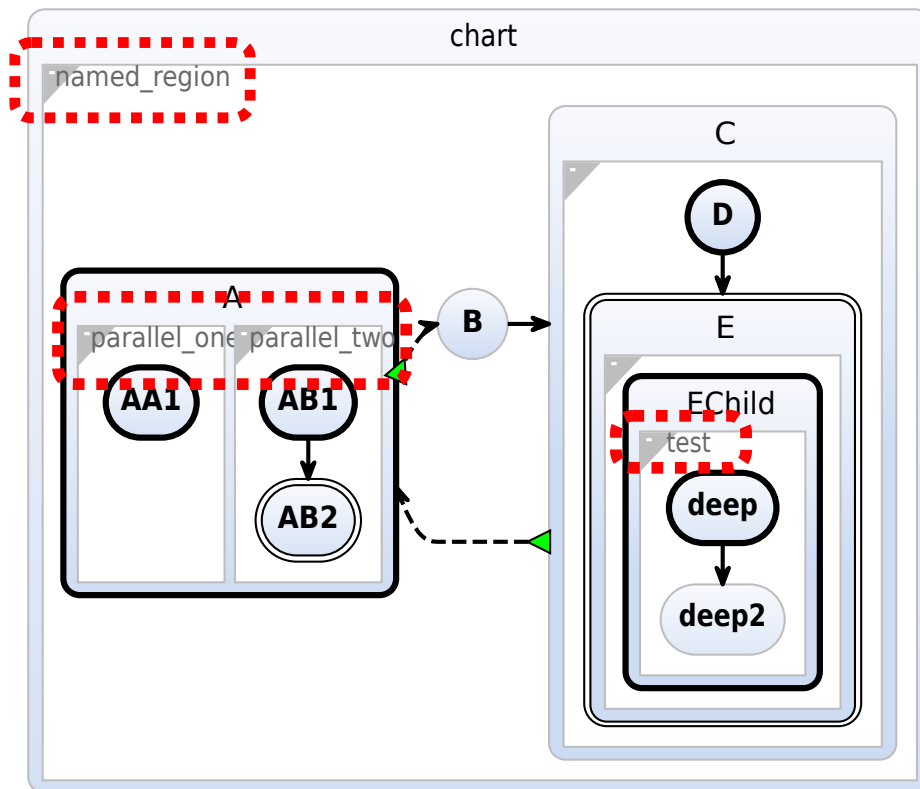 chart
named_region
C
D
A
B
E
parallel_one
parallel_two
AA1
AB1
EChild
test
deep
AB2
deep2